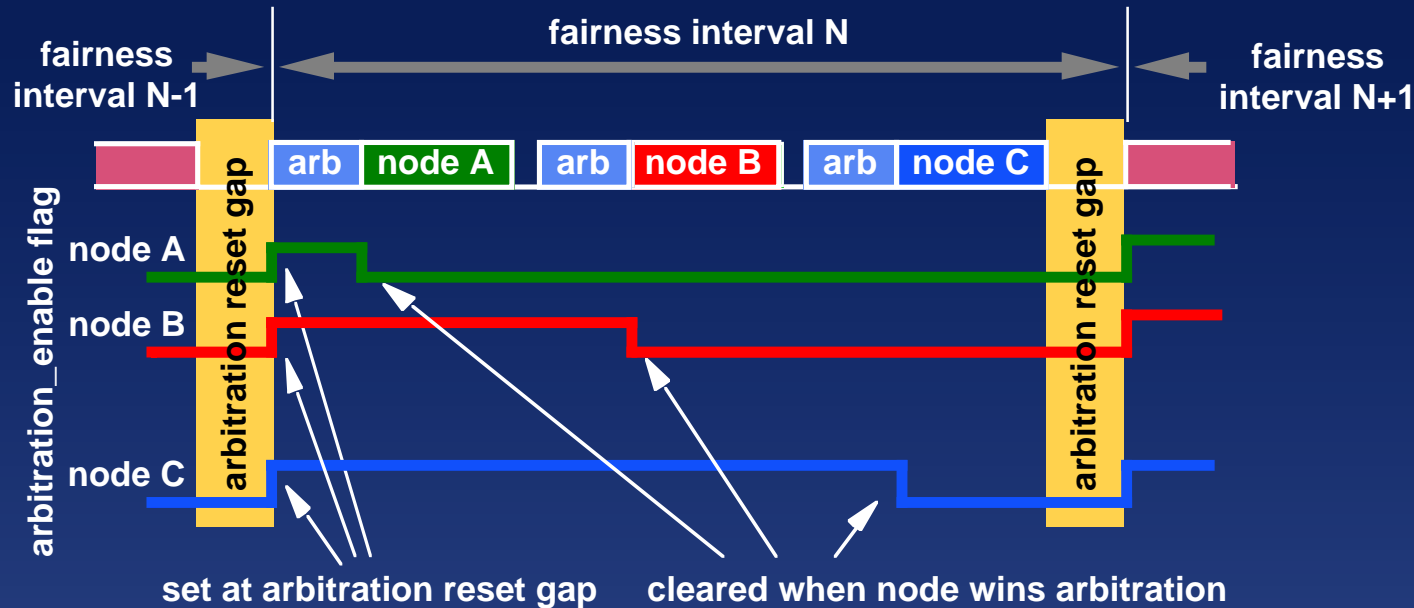 fairness interval N
fairness
interval N-1
fairness
interval N+1
arb
node A
arb
node B
arb
node C
arbitration reset gap
arbitration reset gap
arbitration_enable flag
node A
node B
node C
set at arbitration reset gap
cleared when node wins arbitration